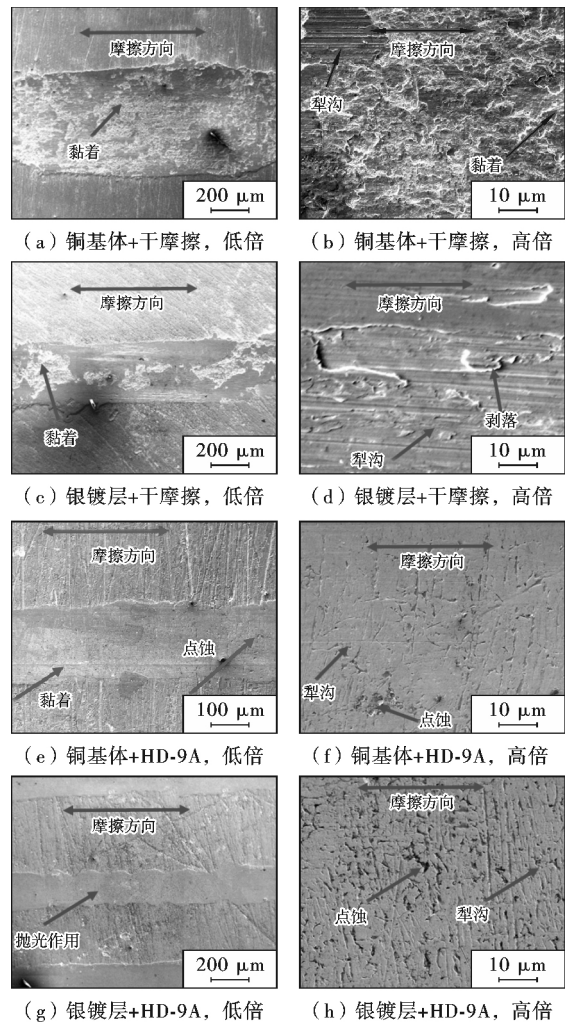 摩擦方向
黏着
200 μm
(a)铜基体+干摩擦，低倍
摩擦方向
犁沟
黏着
10 μm
(b)铜基体+干摩擦，高倍
摩擦方向
黏着
200 μm
(c)银镀层+干摩擦，低倍
摩擦方向
剥落
犁沟
10 μm
(d)银镀层+干摩擦，高倍
摩擦方向
点蚀
黏着
100 μm
(e)铜基体+HD-9A，低倍
摩擦方向
犁沟
点蚀
10 μm
(f)铜基体+HD-9A，高倍
摩擦方向
抛光作用
200 μm
(g)银镀层+HD-9A，低倍
摩擦方向
点蚀
犁沟
10 μm
(h)银镀层+HD-9A，高倍